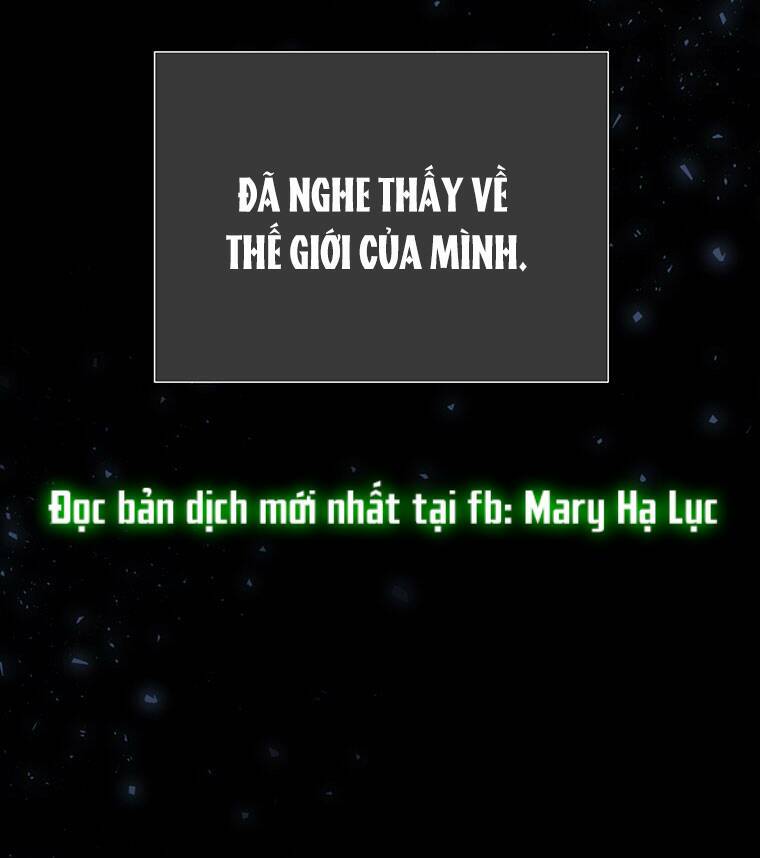 ĐÃ NGHE THẤY VỀ
THẾ GIỚI CỦA MÌNH.
Đọc bản dịch mới nhất tại fb: Mary Hạ Lục